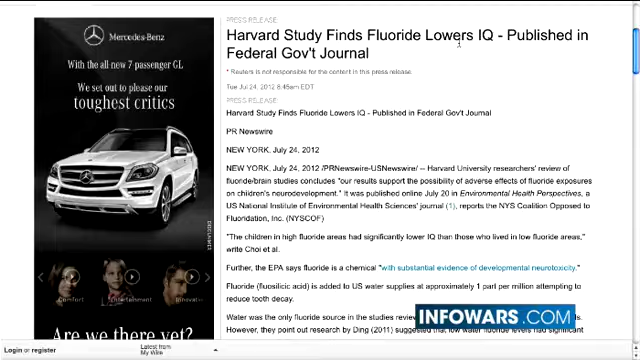 Mercedes-Benz
With the all new 7 passenger GL
We set out to please our
toughest critics
Comfort
Entertainment
Innovati
Are we there yet?
PRESS RELEASE
Harvard Study Finds Fluoride Lowers IQ - Published in
Federal Gov't Journal
* Reuters is not responsible for the content in this press release.
Tue Jul 24, 2012 8:45am EDT
PRESS RELEASE
Harvard Study Finds Fluoride Lowers IQ - Published in Federal Gov't Journal
PR Newswire
NEW YORK, July 24, 2012
NEW YORK, July 24, 2012 /PRNewswire-USNewswire/ -- Harvard University researchers' review of
fluoride/brain studies concludes "our results support the possibility of adverse effects of fluoride exposures
on children's neurodevelopment." It was published online July 20 in Environmental Health Perspectives, a
US National Institute of Environmental Health Sciences' journal (1), reports the NYS Coalition Opposed to
Fluoridation, Inc. (NYSCOF)
"The children in high fluoride areas had significantly lower IQ than those who lived in low fluoride areas,"
write Choi et al.
Further, the EPA says fluoride is a chemical "with substantial evidence of developmental neurotoxicity."
Fluoride (fluosilicic acid) is added to US water supplies at approximately 1 part per million attempting to
reduce tooth decay.
Water was the only fluoride source in the studies review
However, they point out research by Ding (2011) suggested that low water fluoride levels had significant
INFOWARS.COM
Login or register
Latest from
My Wire